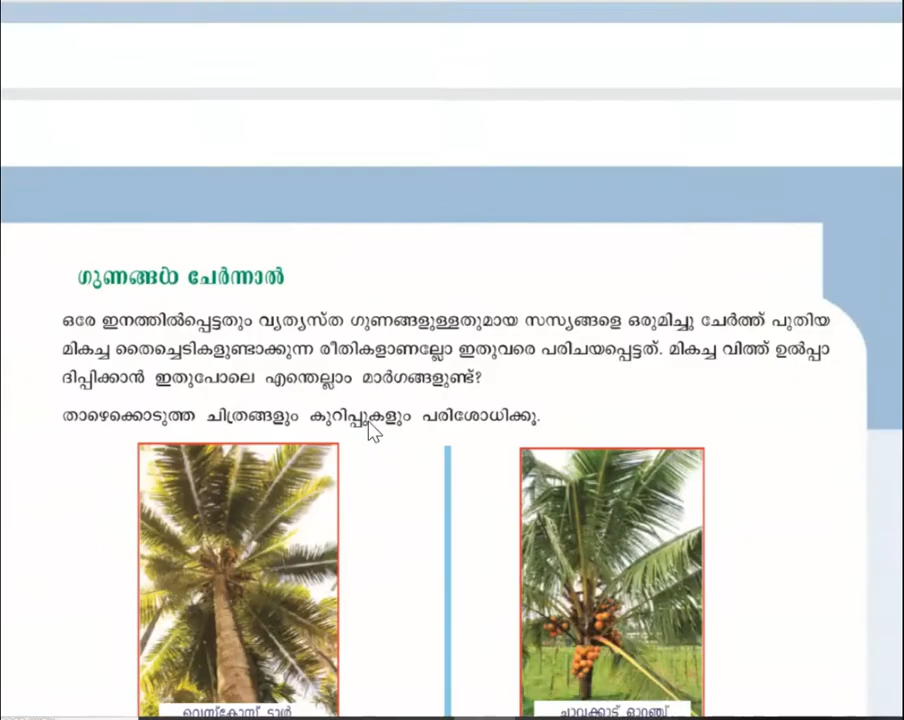 ഗുണങ്ങൾ ചേർന്നാൽ
ഒരേ ഇനത്തിൽപ്പെട്ടതും വ്യത്യസ്ത ഗുണങ്ങളുള്ളതുമായ സസ്യങ്ങളെ ഒരുമിച്ചു ചേർത്ത് പുതിയ
മികച്ച തൈച്ചെടികളുണ്ടാക്കുന്ന രീതികളാണല്ലോ ഇതുവരെ പരിചയപ്പെട്ടത്. മികച്ച വിത്ത് ഉൽപ്പാ
ദിപ്പിക്കാൻ ഇതുപോലെ എന്തെല്ലാം മാർഗങ്ങളുണ്ട്?
താഴെക്കൊടുത്ത ചിത്രങ്ങളും കുറിപ്പുകളും പരിശോധിക്കൂ.
വെസ്റ്റ്കോസ്റ്റ് ടാൾ
ചാവക്കാട് ഓറഞ്ച്